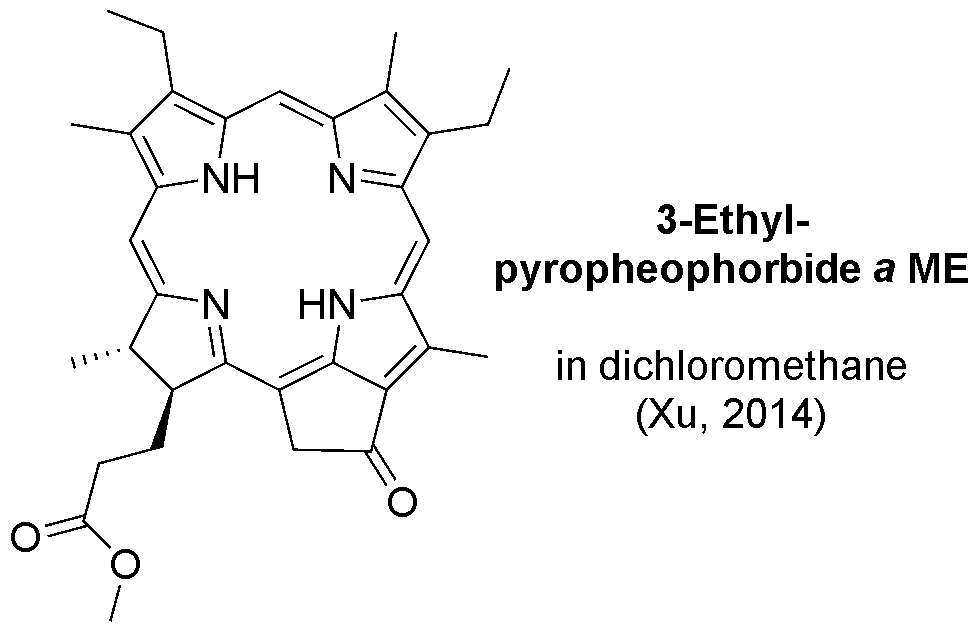 NH
N
3-Ethyl-
pyropheophorbide a ME
N
HN
in dichloromethane
(Xu, 2014)
O
O
O